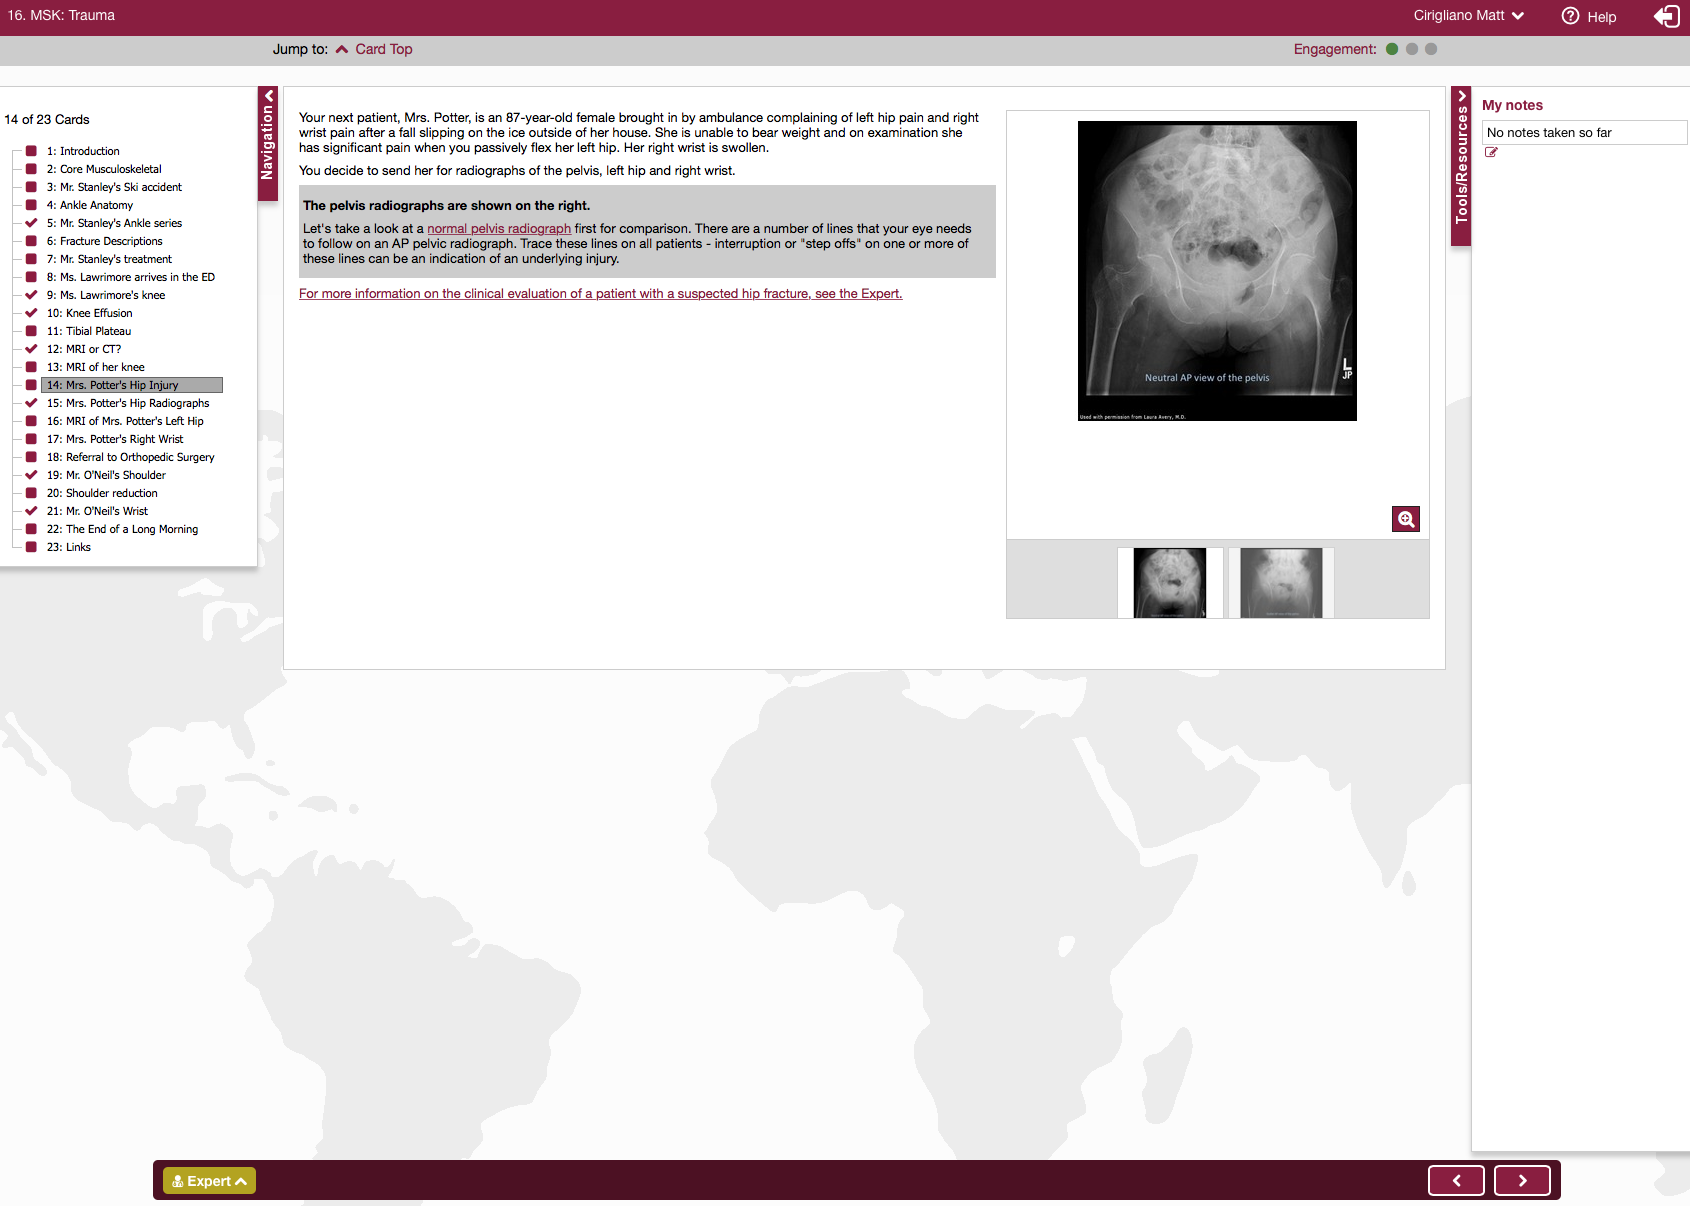 16. MSK: Trauma
Cirigliano Matt
Help
Jump to: Card Top
Engagement:
14 of 23 Cards
1: Introduction
2: Core Musculoskeletal
3: Mr. Stanley's Ski accident
4: Ankle Anatomy
5: Mr. Stanley's Ankle series
6: Fracture Descriptions
7: Mr. Stanley's treatment
8: Ms. Lawrimore arrives in the ED
9: Ms. Lawrimore's knee
10: Knee Effusion
11: Tibial Plateau
12: MRI or CT?
13: MRI of her knee
14: Mrs. Potter's Hip Injury
15: Mrs. Potter's Hip Radiographs
16: MRI of Mrs. Potter's Left Hip
17: Mrs. Potter's Right Wrist
18: Referral to Orthopedic Surgery
19: Mr. O'Neil's Shoulder
20: Shoulder reduction
21: Mr. O'Neil's Wrist
22: The End of a Long Morning
23: Links
Navigation
Your next patient, Mrs. Potter, is an 87-year-old female brought in by ambulance complaining of left hip pain and right
wrist pain after a fall slipping on the ice outside of her house. She is unable to bear weight and on examination she
has significant pain when you passively flex her left hip. Her right wrist is swollen.
You decide to send her for radiographs of the pelvis, left hip and right wrist.
The pelvis radiographs are shown on the right.
Let's take a look at a normal pelvis radiograph first for comparison. There are a number of lines that your eye needs
to follow on an AP pelvic radiograph. Trace these lines on all patients - interruption or "step offs" on one or more of
these lines can be an indication of an underlying injury.
For more information on the clinical evaluation of a patient with a suspected hip fracture, see the Expert.
L
JP
Neutral AP view of the pelvis
Used with permission from Laura Avery, M.D.
Tools/Resources
My notes
No notes taken so far
Expert